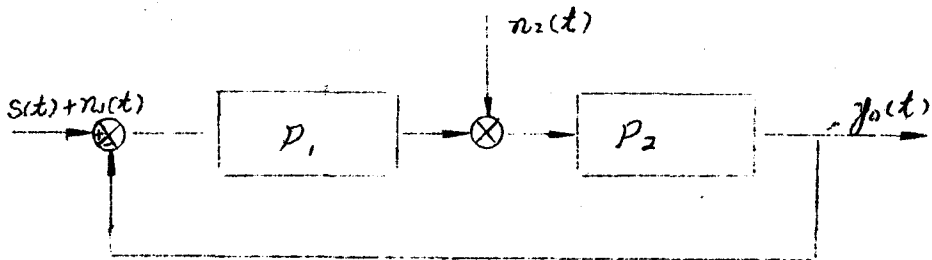 n₂(t)
s(t)+n₁(t)
P₁
P₂
y₀(t)